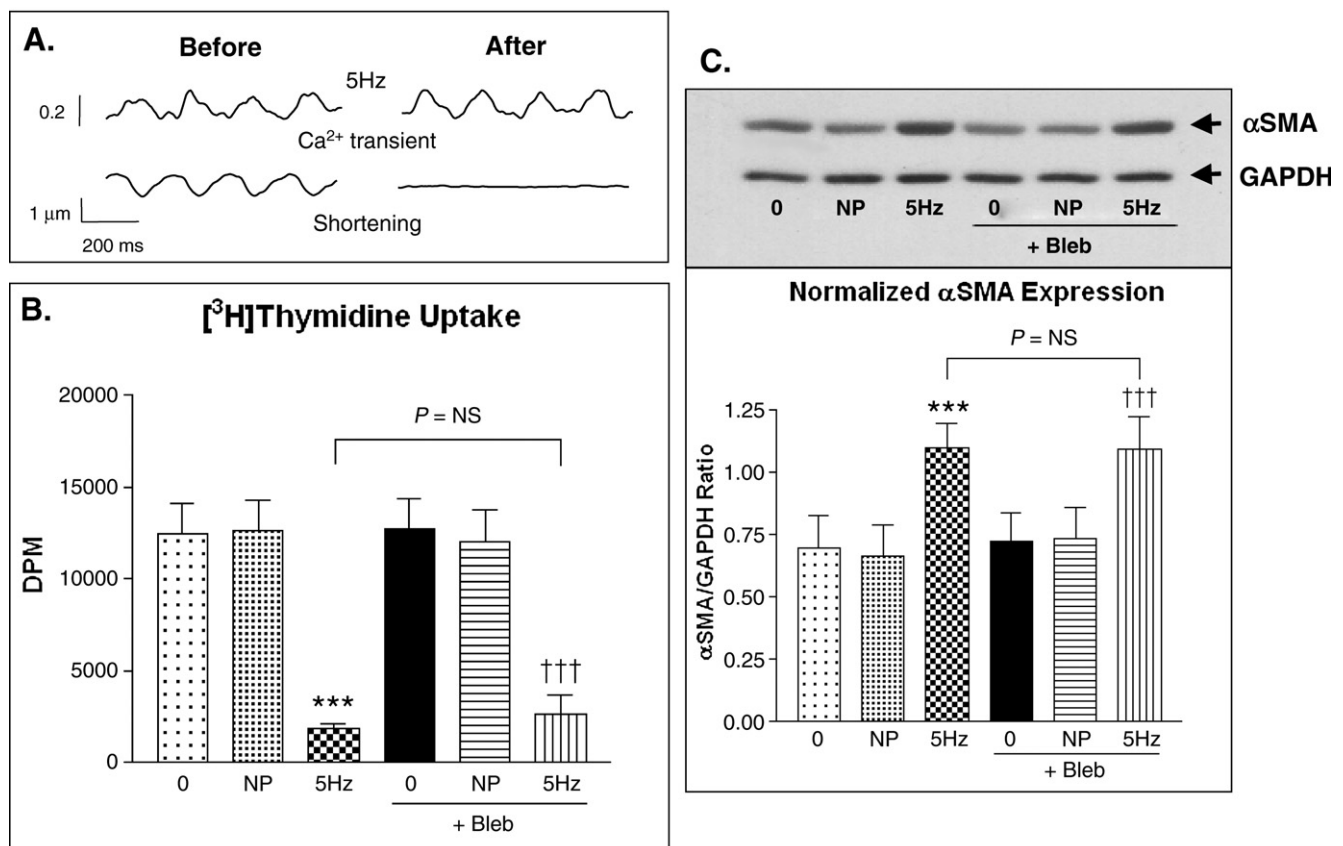 A.
Before
After
5Hz
0.2
Ca²⁺ transient
1 μm
Shortening
200 ms
B.
[³H]Thymidine Uptake
P = NS
20000
15000
10000
5000
0
DPM
***
†††
0 NP 5Hz 0 NP 5Hz
+ Bleb
C.
αSMA
GAPDH
0 NP 5Hz 0 NP 5Hz
+ Bleb
Normalized αSMA Expression
P = NS
1.25
1.00
0.75
0.50
0.25
0.00
αSMA/GAPDH Ratio
***
†††
0 NP 5Hz 0 NP 5Hz
+ Bleb